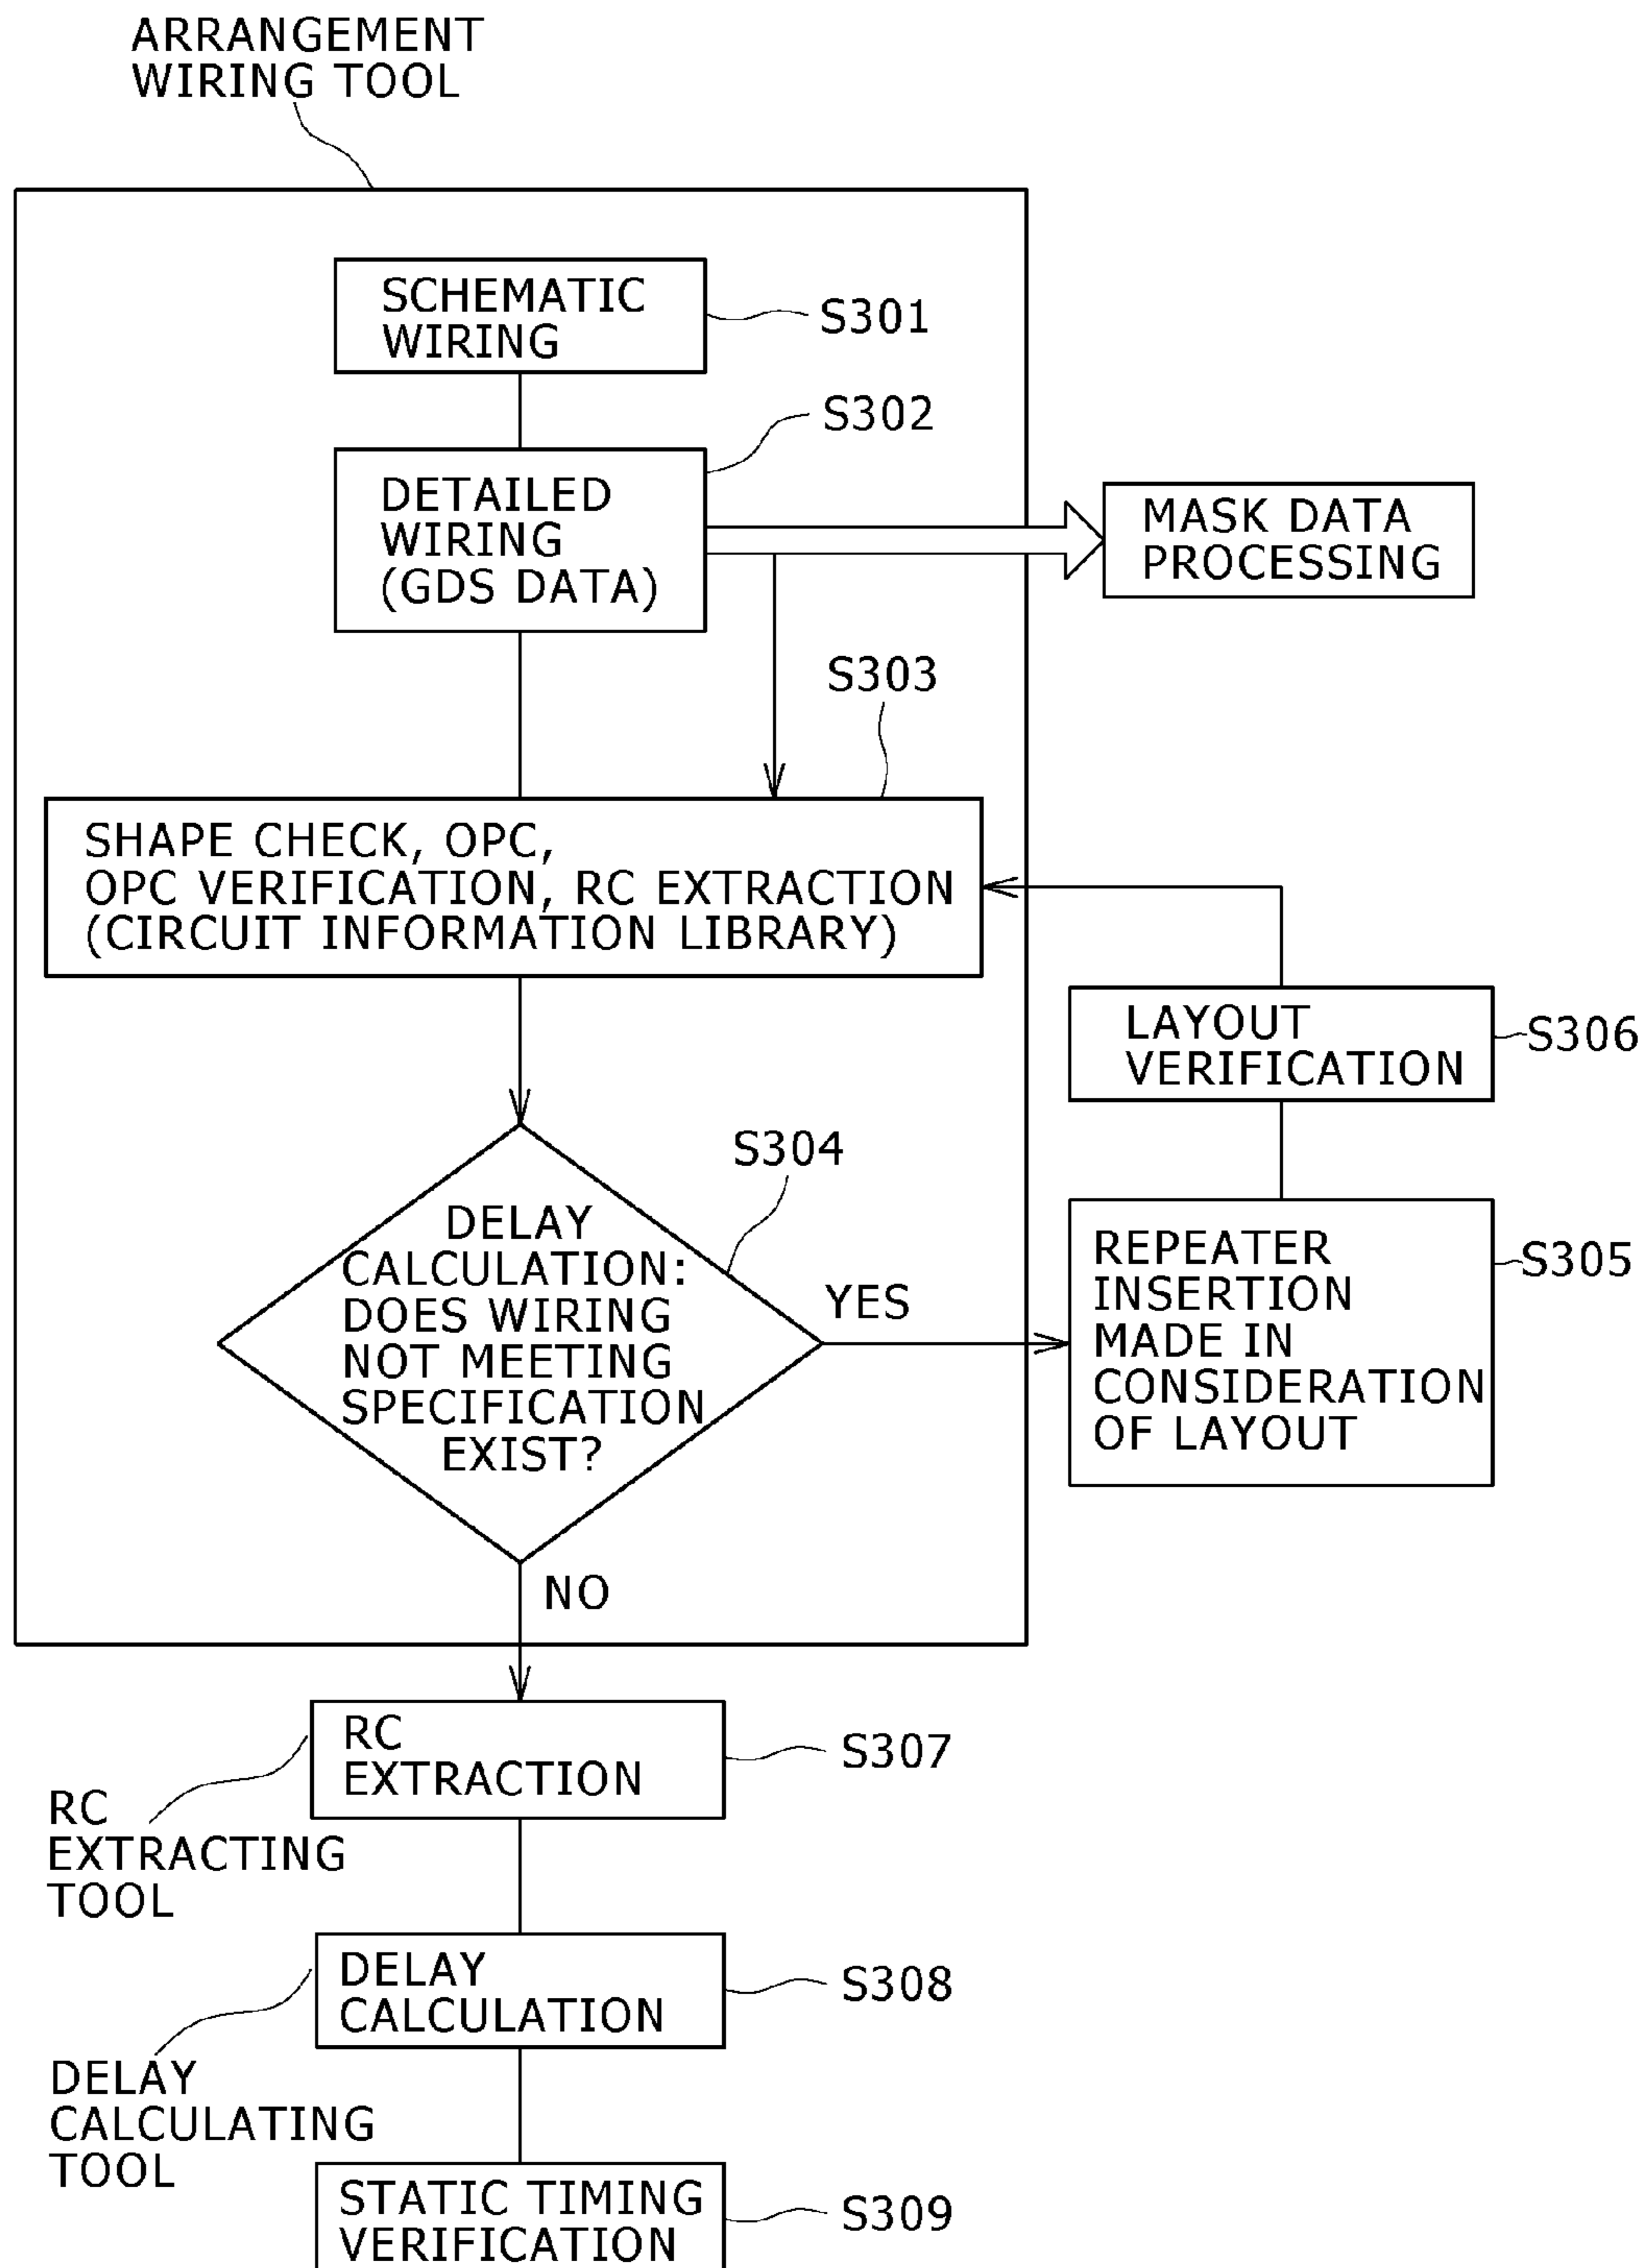 ARRANGEMENT
WIRING TOOL
SCHEMATIC
WIRING
S301
S302
DETAILED
WIRING
(GDS DATA)
MASK DATA
PROCESSING
S303
SHAPE CHECK, OPC,
OPC VERIFICATION, RC EXTRACTION
(CIRCUIT INFORMATION LIBRARY)
LAYOUT
VERIFICATION
S306
S304
DELAY
CALCULATION:
DOES WIRING
NOT MEETING
SPECIFICATION
EXIST?
YES
REPEATER
INSERTION
MADE IN
CONSIDERATION
OF LAYOUT
S305
NO
RC
EXTRACTION
S307
RC
EXTRACTING
TOOL
DELAY
CALCULATION
S308
DELAY
CALCULATING
TOOL
STATIC TIMING
VERIFICATION
S309